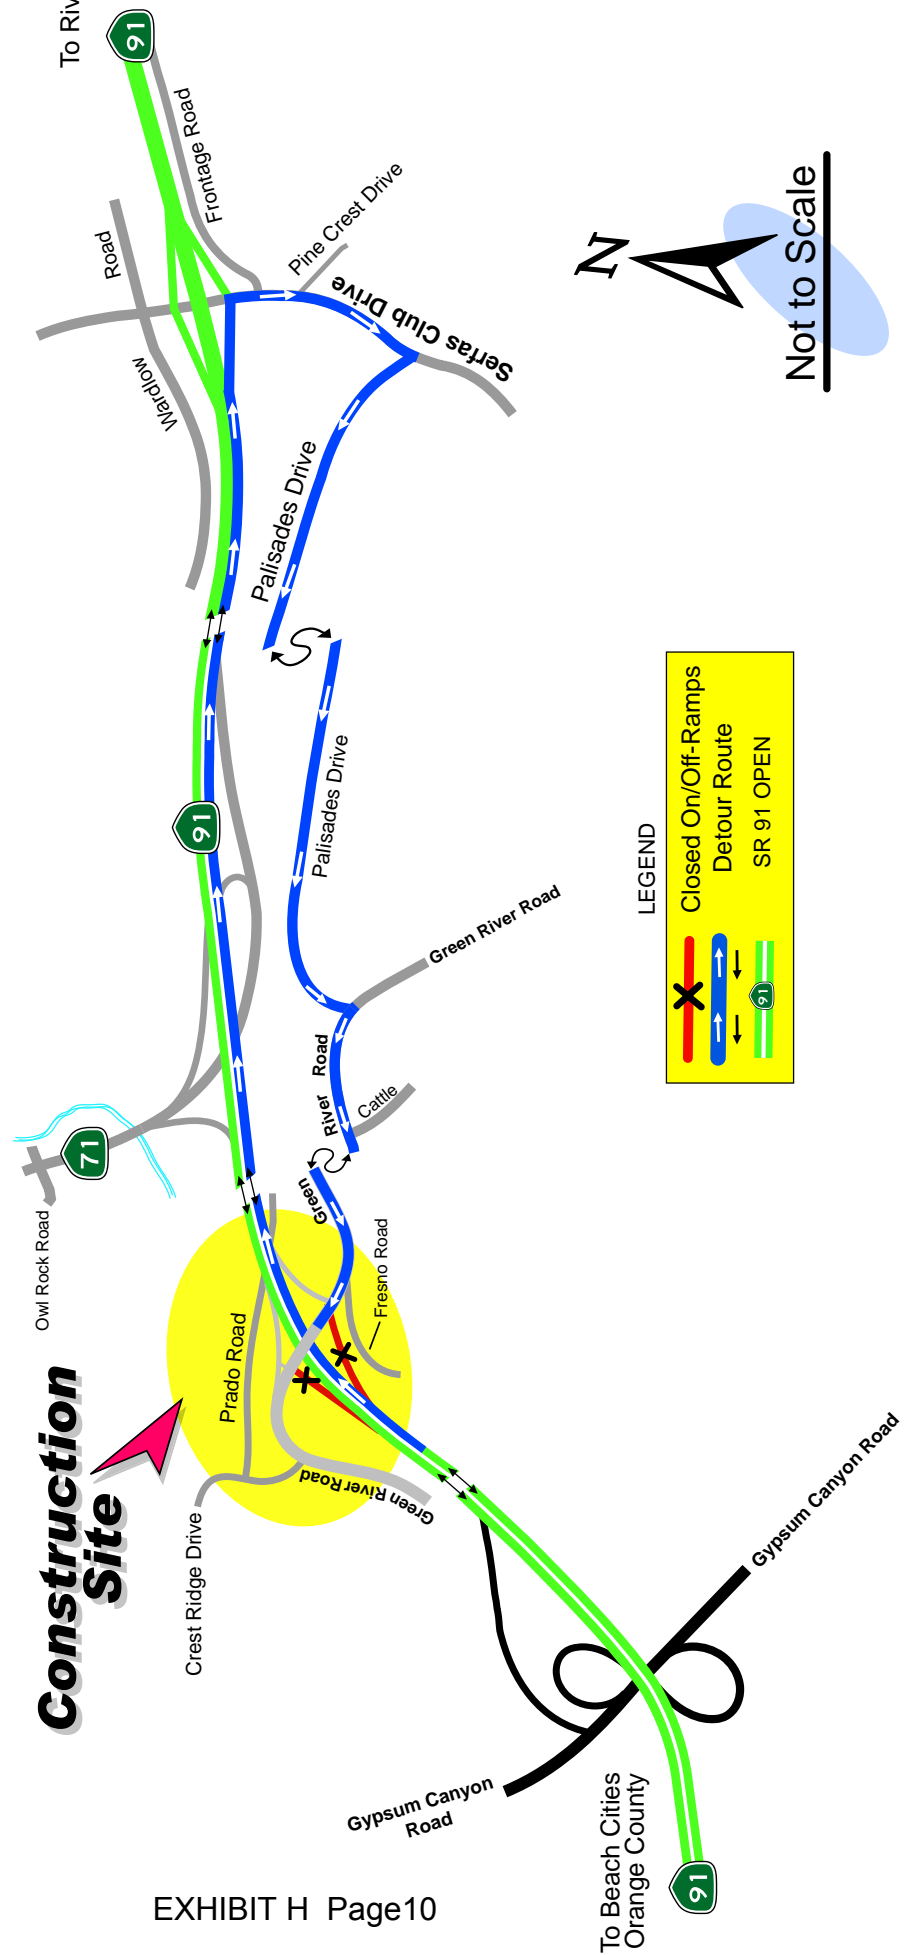 Construction
Site
To Riv
91
Frontage Road
Road
Wardlow
Pine Crest Drive
Serfas Club Drive
Palisades Drive
91
Palisades Drive
Green River Road
River Road
Cattle
Green
71
Owl Rock Road
Prado Road
Fresno Road
Crest Ridge Drive
Green River Road
Gypsum Canyon Road
Gypsum Canyon
Road
To Beach Cities
Orange County
91
N
Not to Scale
LEGEND
Closed On/Off-Ramps
Detour Route
91
SR 91 OPEN
EXHIBIT H Page10